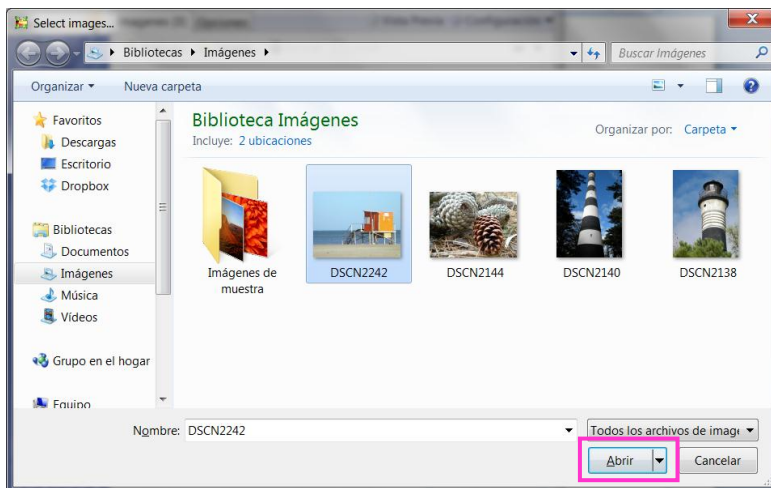 Select images...
Bibliotecas
Imágenes
Buscar Imágenes
Organizar
Nueva carpeta
Favoritos
Descargas
Escritorio
Dropbox
Bibliotecas
Documentos
Imágenes
Música
Vídeos
Grupo en el hogar
Equipo
Biblioteca Imágenes
Incluye: 2 ubicaciones
Organizar por: Carpeta
Imágenes de
muestra
DSCN2242
DSCN2144
DSCN2140
DSCN2138
Nombre: DSCN2242
Todos los archivos de image
Abrir
Cancelar